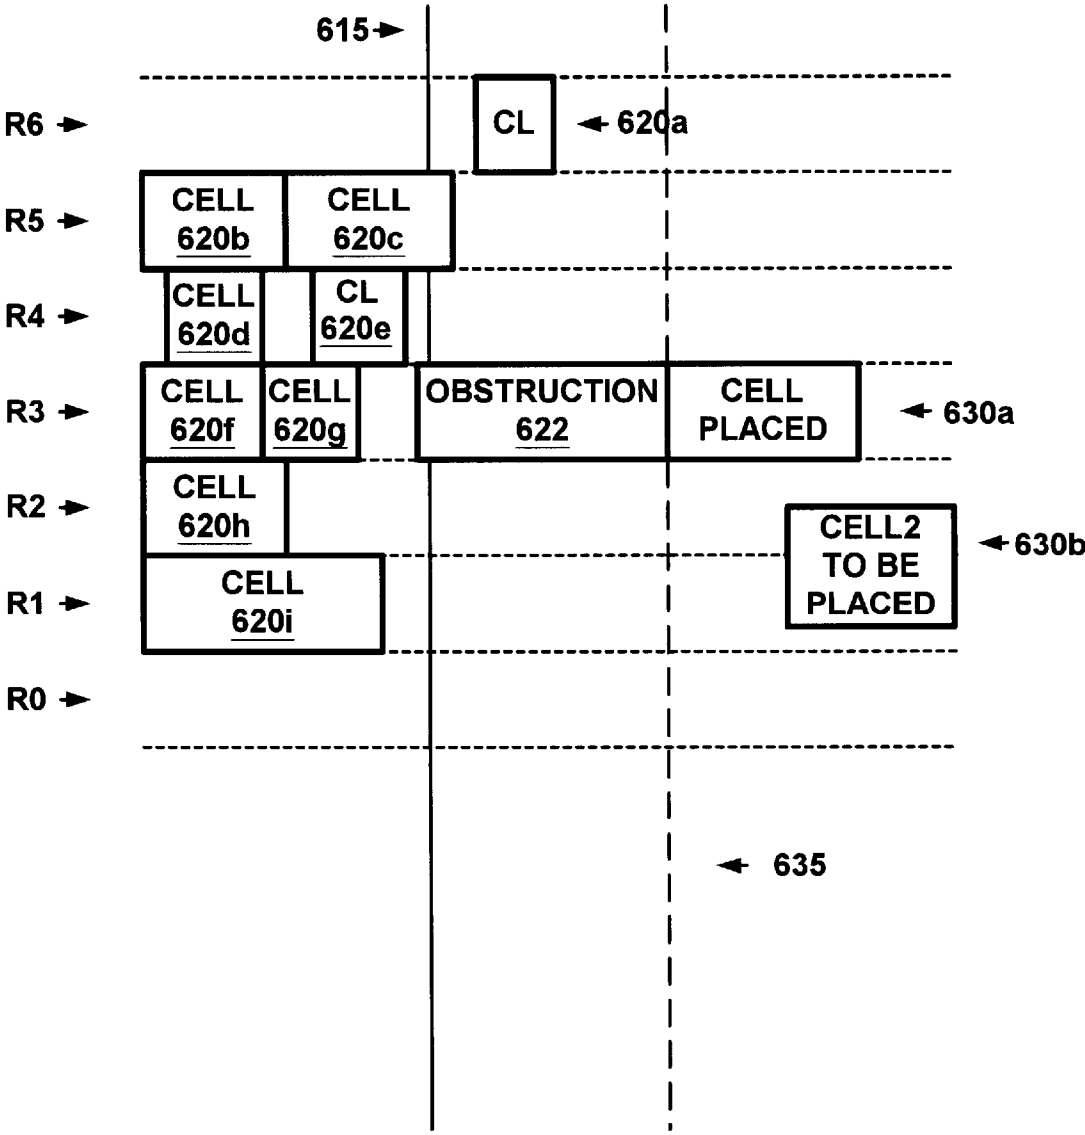 615
R6
CL
620a
R5
CELL
620b
CELL
620c
R4
CELL
620d
CL
620e
R3
CELL
620f
CELL
620g
OBSTRUCTION
622
CELL
PLACED
630a
R2
CELL
620h
CELL2
TO BE
PLACED
630b
R1
CELL
620i
R0
635